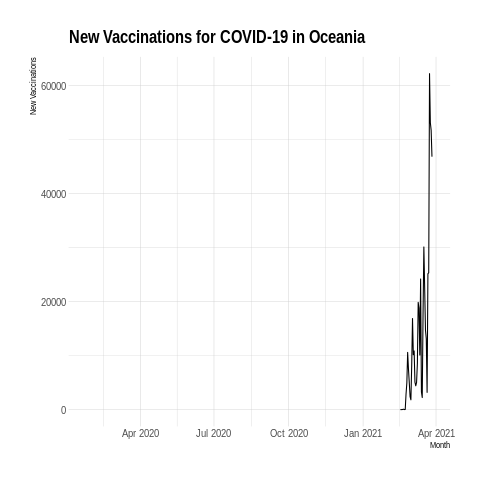 New Vaccinations for COVID-19 in Oceania
New Vaccinations
60000
40000
20000
0
Apr 2020 Jul 2020 Oct 2020 Jan 2021 Apr 2021
Month